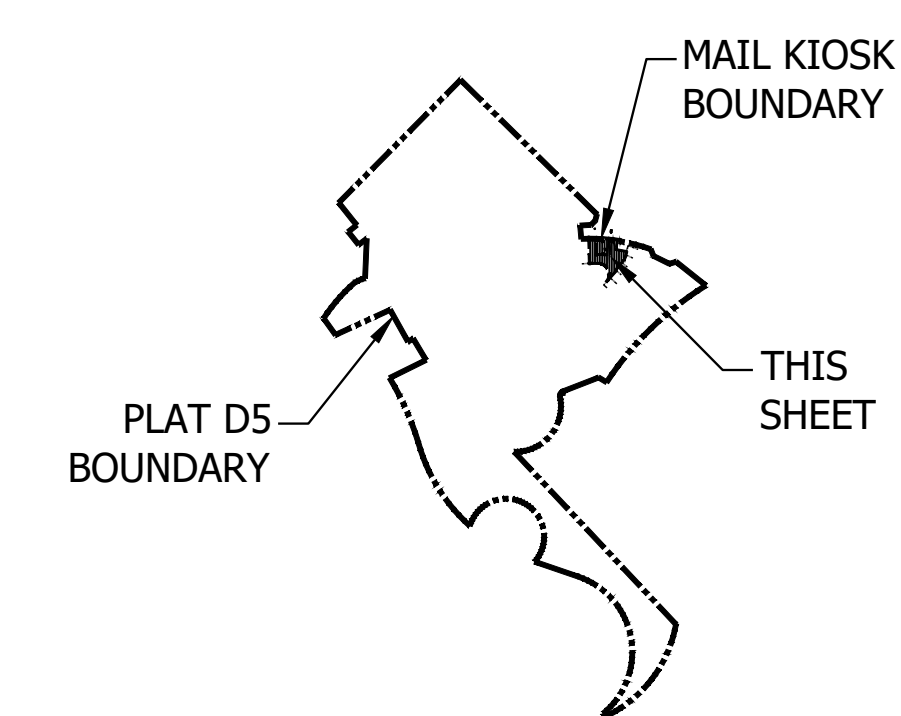 MAIL KIOSK
BOUNDARY
THIS
SHEET
PLAT D5
BOUNDARY